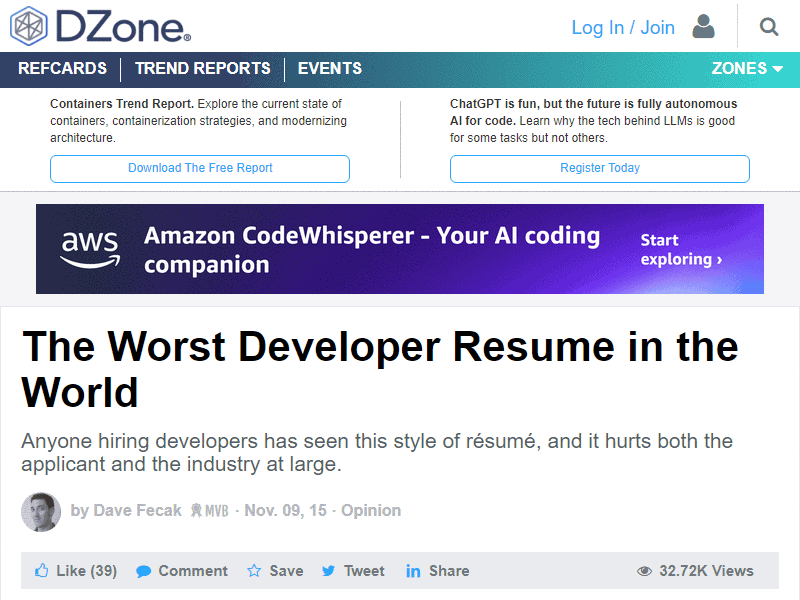 DZone.
Log In / Join
REFCARDS
TREND REPORTS
EVENTS
ZONES
Containers Trend Report. Explore the current state of
containers, containerization strategies, and modernizing
architecture.
Download The Free Report
ChatGPT is fun, but the future is fully autonomous
AI for code. Learn why the tech behind LLMs is good
for some tasks but not others.
Register Today
aws
Amazon CodeWhisperer - Your AI coding
companion
Start
exploring ›
The Worst Developer Resume in the
World
Anyone hiring developers has seen this style of résumé, and it hurts both the
applicant and the industry at large.
by Dave Fecak MVB · Nov. 09, 15 · Opinion
Like (39) Comment Save Tweet Share 32.72K Views